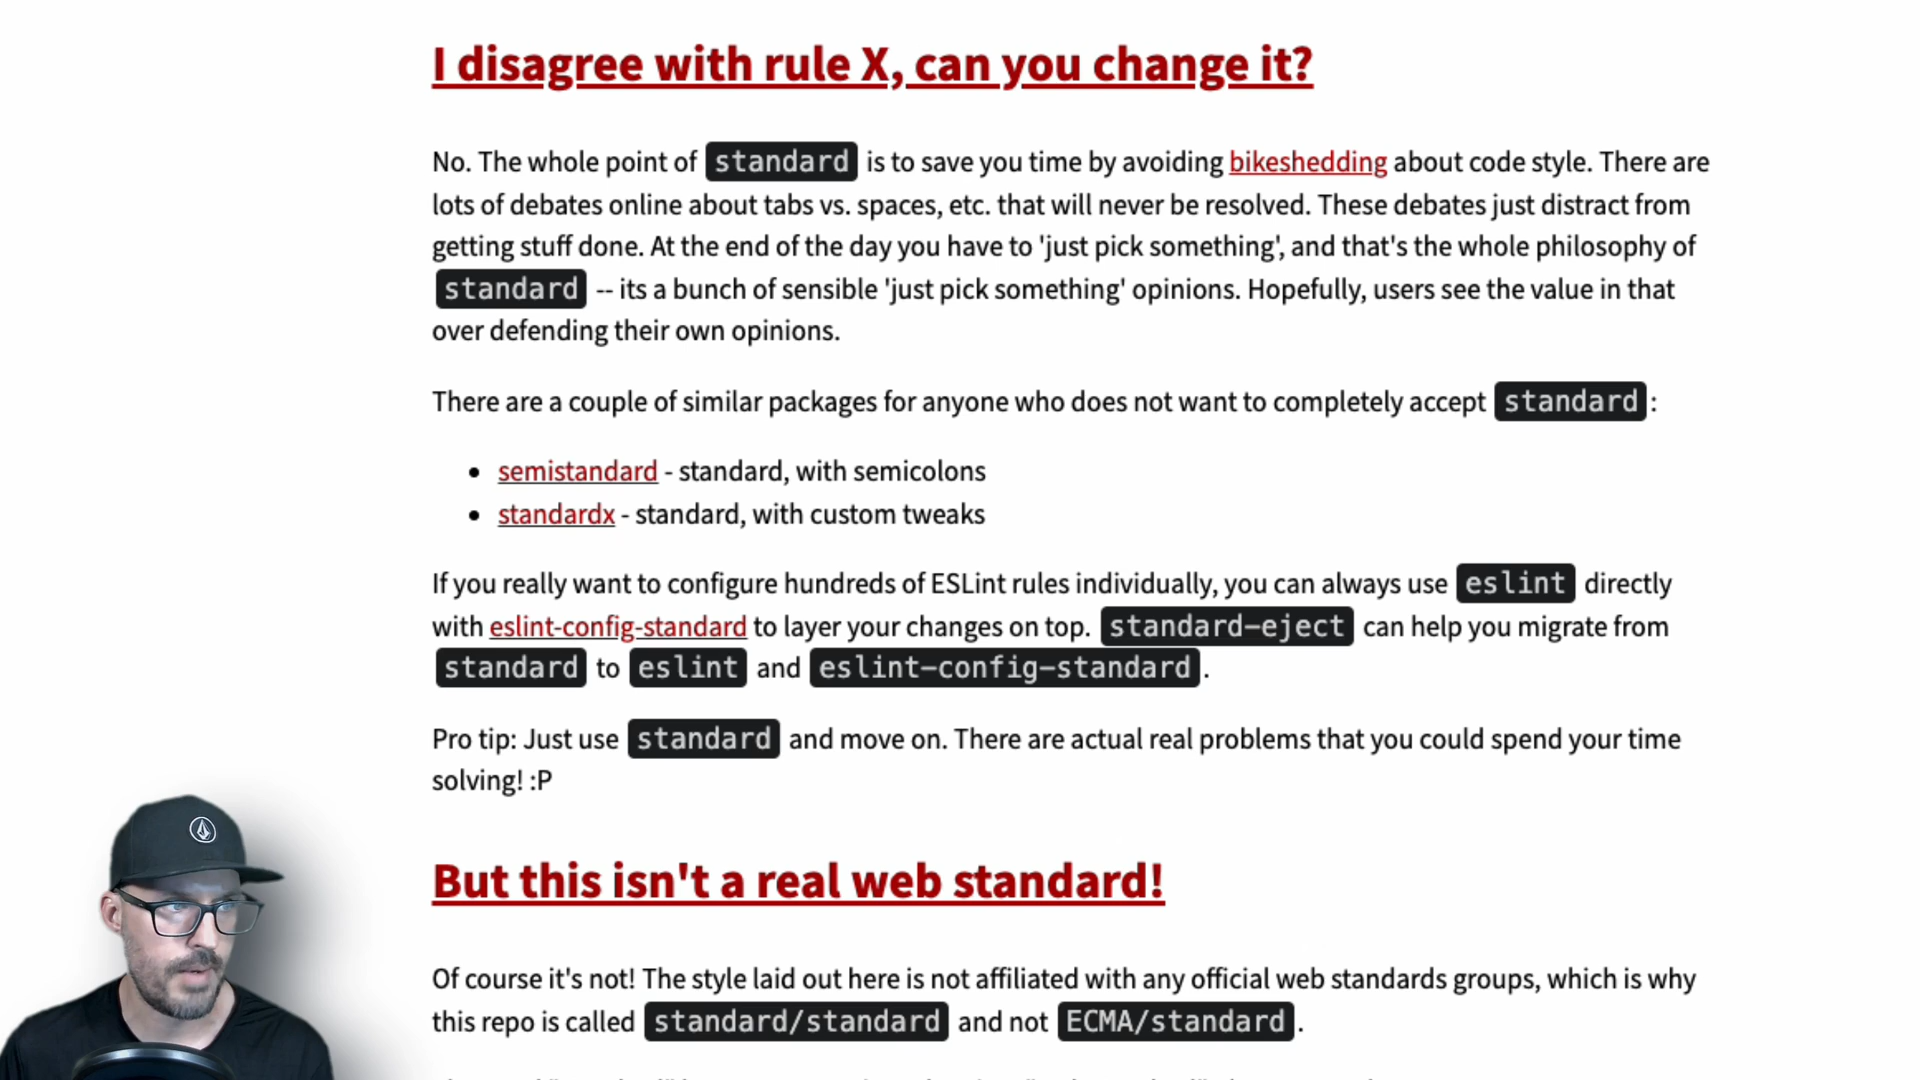 I disagree with rule X, can you change it?
No. The whole point of standard is to save you time by avoiding bikeshedding about code style. There are
lots of debates online about tabs vs. spaces, etc. that will never be resolved. These debates just distract from
getting stuff done. At the end of the day you have to 'just pick something', and that's the whole philosophy of
standard -- its a bunch of sensible 'just pick something' opinions. Hopefully, users see the value in that
over defending their own opinions.
There are a couple of similar packages for anyone who does not want to completely accept standard :
• semistandard - standard, with semicolons
• standardx - standard, with custom tweaks
If you really want to configure hundreds of ESLint rules individually, you can always use eslint directly
with eslint-config-standard to layer your changes on top. standard-eject can help you migrate from
standard to eslint and eslint-config-standard .
Pro tip: Just use standard and move on. There are actual real problems that you could spend your time
solving! :P
But this isn't a real web standard!
Of course it's not! The style laid out here is not affiliated with any official web standards groups, which is why
this repo is called standard/standard and not ECMA/standard .